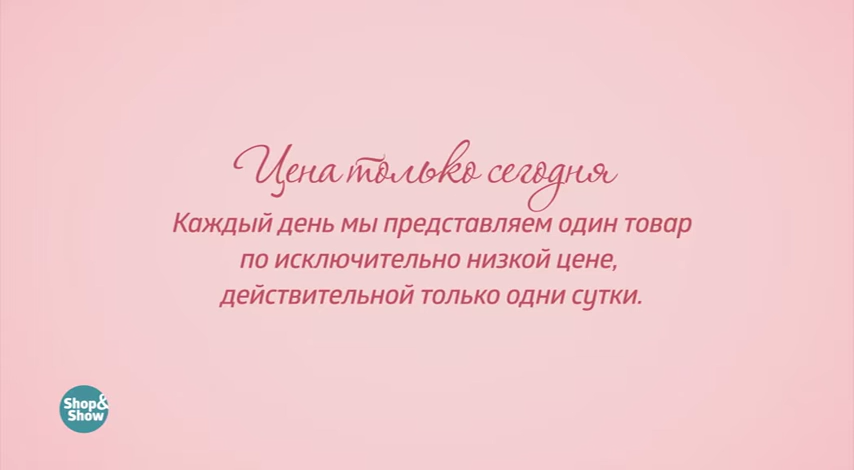 Цена только сегодня
Каждый день мы представляем один товар
по исключительно низкой цене,
действительной только одни сутки.
Shop&
Show